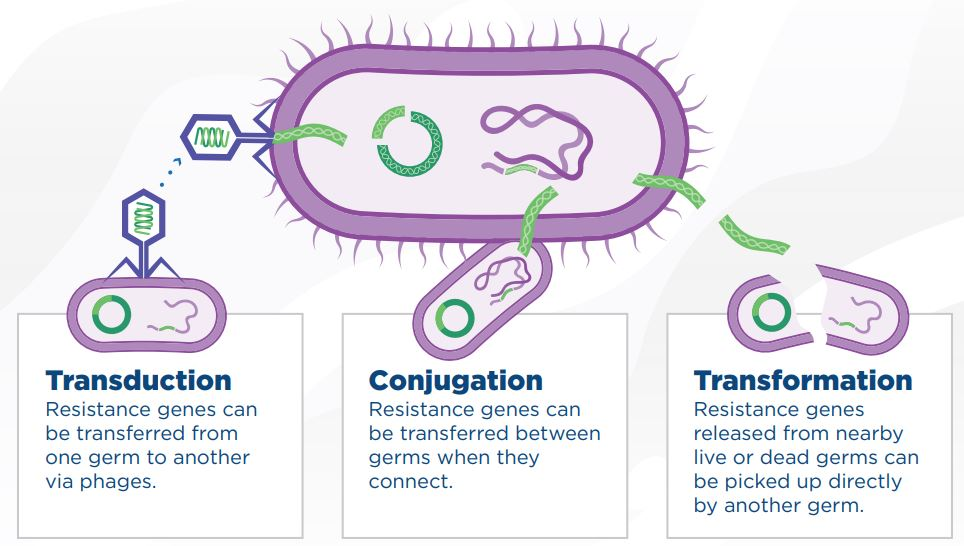 Transduction
Resistance genes can
be transferred from
one germ to another
via phages.
Conjugation
Resistance genes can
be transferred between
germs when they
connect.
Transformation
Resistance genes
released from nearby
live or dead germs can
be picked up directly
by another germ.